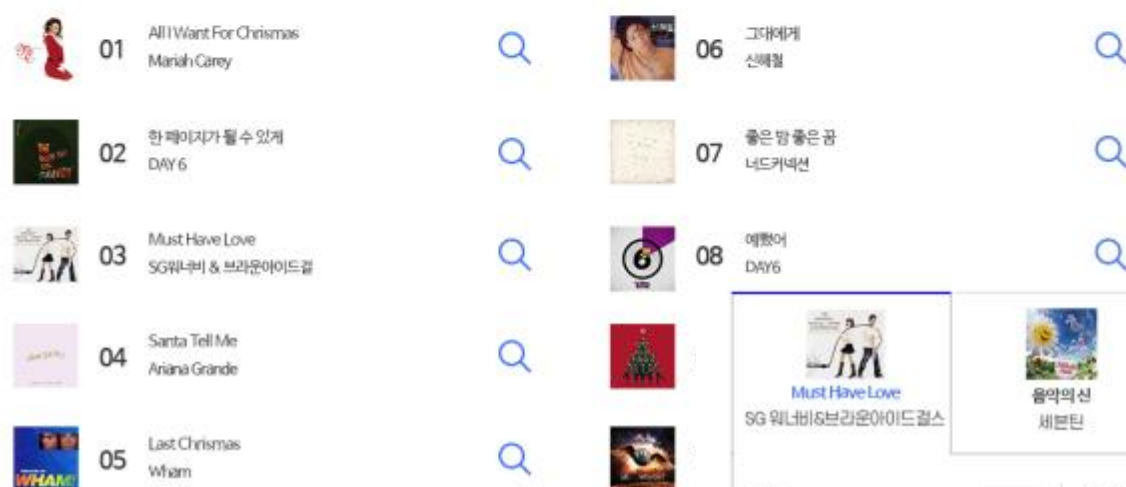 01
All I Want For Chrismas
Mariah Carey
02
한 페이지가 될 수 있게
DAY 6
03
Must Have Love
SG워너비 & 브라운아이드걸
04
Santa Tell Me
Ariana Grande
05
Last Chrismas
Wham
WHAM!
06
그대에게
신해철
07
좋은 밤 좋은 꿈
너드커넥션
08
예뻤어
DAY6
Must Have Love
SG 워너비&브라운아이드걸스
음악의 신
세븐틴